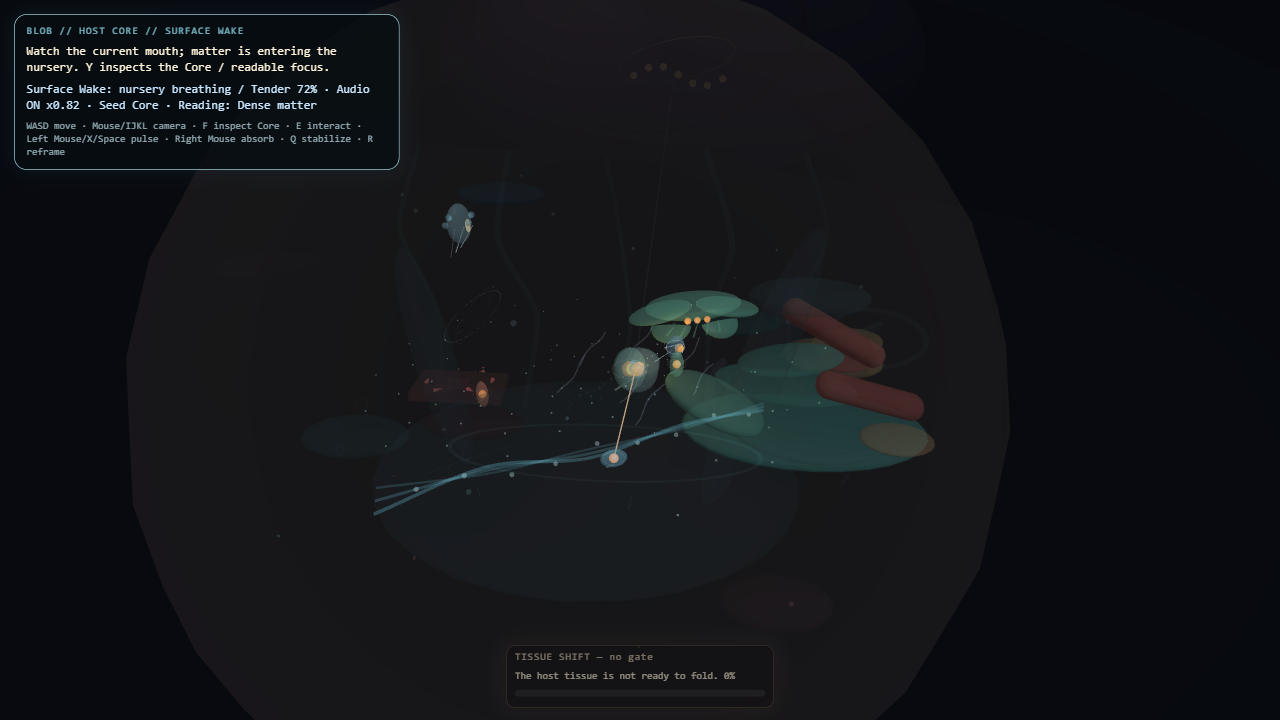 BLOB // HOST CORE // SURFACE WAKE
Watch the current mouth; matter is entering the
nursery. Y inspects the Core / readable focus.
Surface Wake: nursery breathing / Tender 72% · Audio
ON x0.82 · Seed Core · Reading: Dense matter
WASD move · Mouse/IJKL camera · F inspect Core · E interact ·
Left Mouse/X/Space pulse · Right Mouse absorb · Q stabilize · R
reframe
TISSUE SHIFT — no gate
The host tissue is not ready to fold. 0%